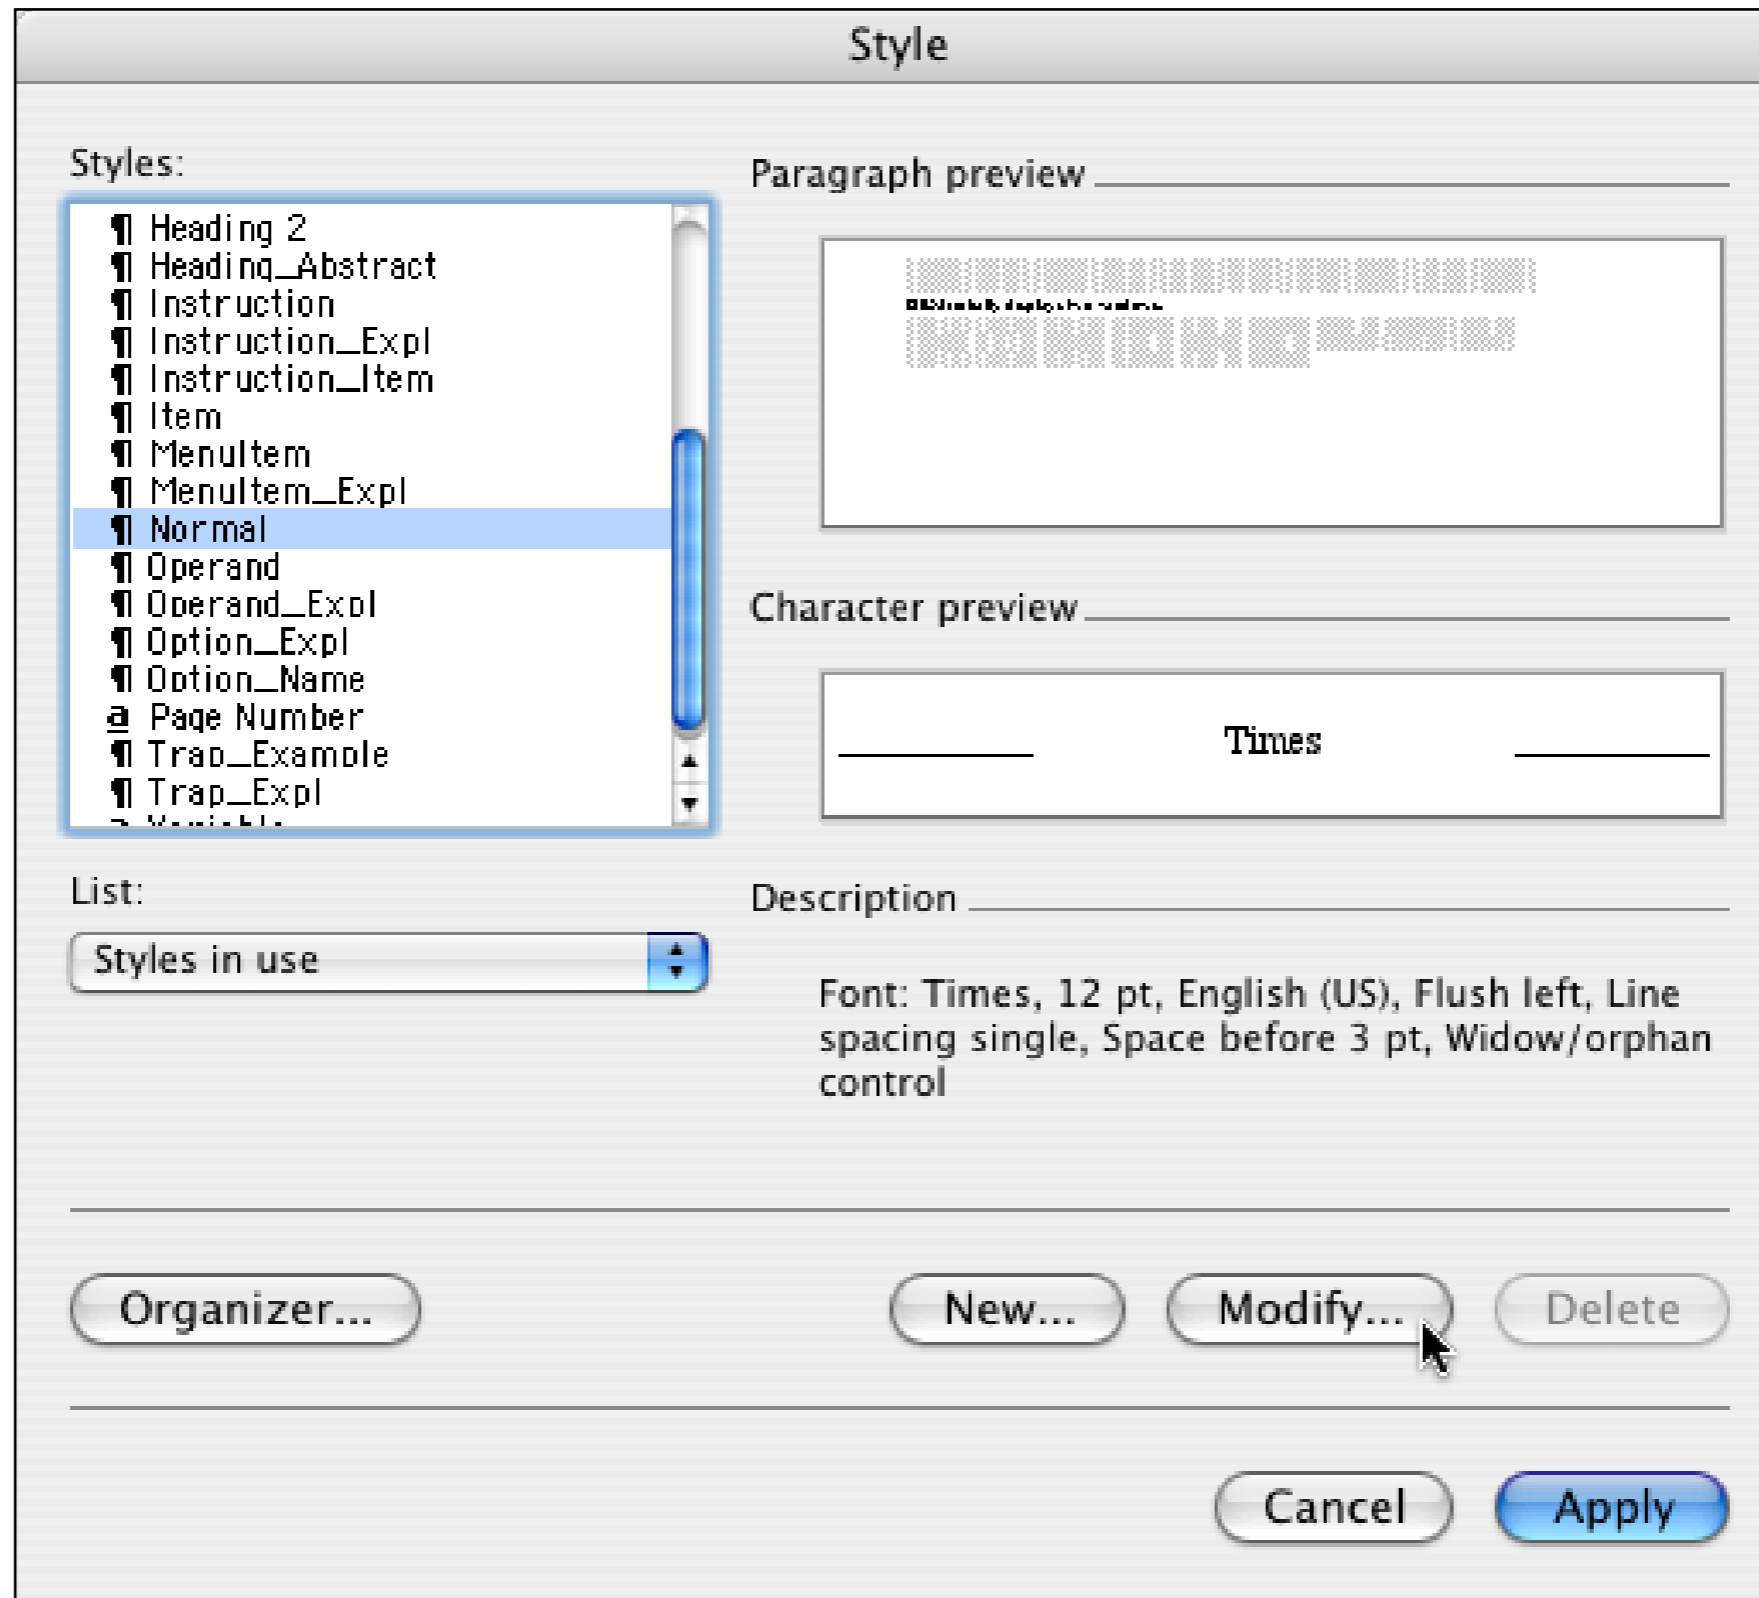 Style
Styles:
¶ Heading 2
¶ Heading_Abstract
¶ Instruction
¶ Instruction_Expl
¶ Instruction_Item
¶ Item
¶ MenuItem
¶ MenuItem_Expl
¶ Normal
¶ Operand
¶ Operand_Expl
¶ Option_Expl
¶ Option_Name
a Page Number
¶ Trap_Example
¶ Trap_Expl
List:
Styles in use
Paragraph preview
Character preview
Times
Description
Font: Times, 12 pt, English (US), Flush left, Line
spacing single, Space before 3 pt, Widow/orphan
control
Organizer...
New...
Modify...
Delete
Cancel
Apply